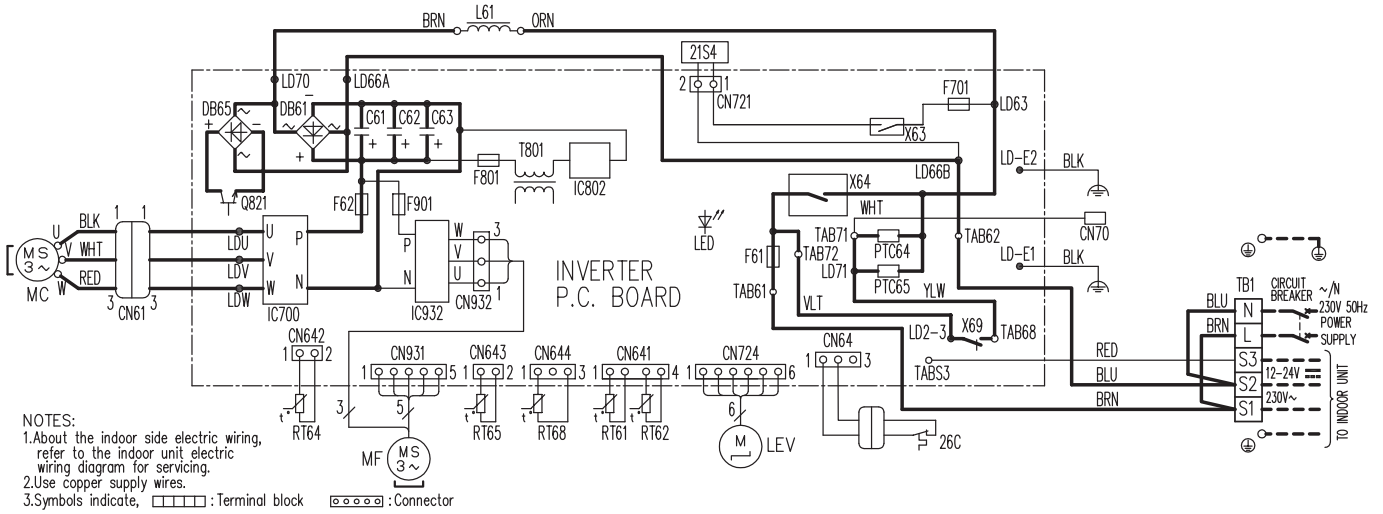 BRN L61 ORN
21S4
2 1
CN721
LD70 LD66A
F701
LD63
DB65 DB61
~ − ~ ~
+ − + ~
C61 C62 C63
+ + +
X63
T801
F801 IC802
LD66B
LD-E2 BLK
Q821
F62 F901
X64
WHT
CN70
LED
TAB71 TAB62
PTC64
TAB72
F61
LD71
PTC65
LD-E1 BLK
TAB61
VLT YLW
LD2-3 X69 TAB68
U BLK 1 1
V WHT
W RED 3 3
MS
3~
MC
CN61
LDU
LDV
LDW
U P
V
W N
IC700
P
N
IC932
W 3
V
U 1
CN932
INVERTER
P.C. BOARD
CN642
1 2
RT64
CN931
1 5
3 5
MF
MS
3~
CN643
1 2
RT65
CN644
1 3
RT68
CN641
1 4
RT61 RT62
CN724
1 6
6
M
LEV
CN64
1 3
26C
t° t° t° t° t°
TABS3
RED
BLU
BRN
BLU
BRN
TB1
N
L
S3
S2
S1
CIRCUIT
BREAKER
~/N
230V 50Hz
POWER
SUPPLY
12-24V
230V~
TO INDOOR UNIT
NOTES:
1.About the indoor side electric wiring,
refer to the indoor unit electric
wiring diagram for servicing.
2.Use copper supply wires.
3.Symbols indicate, : Terminal block : Connector